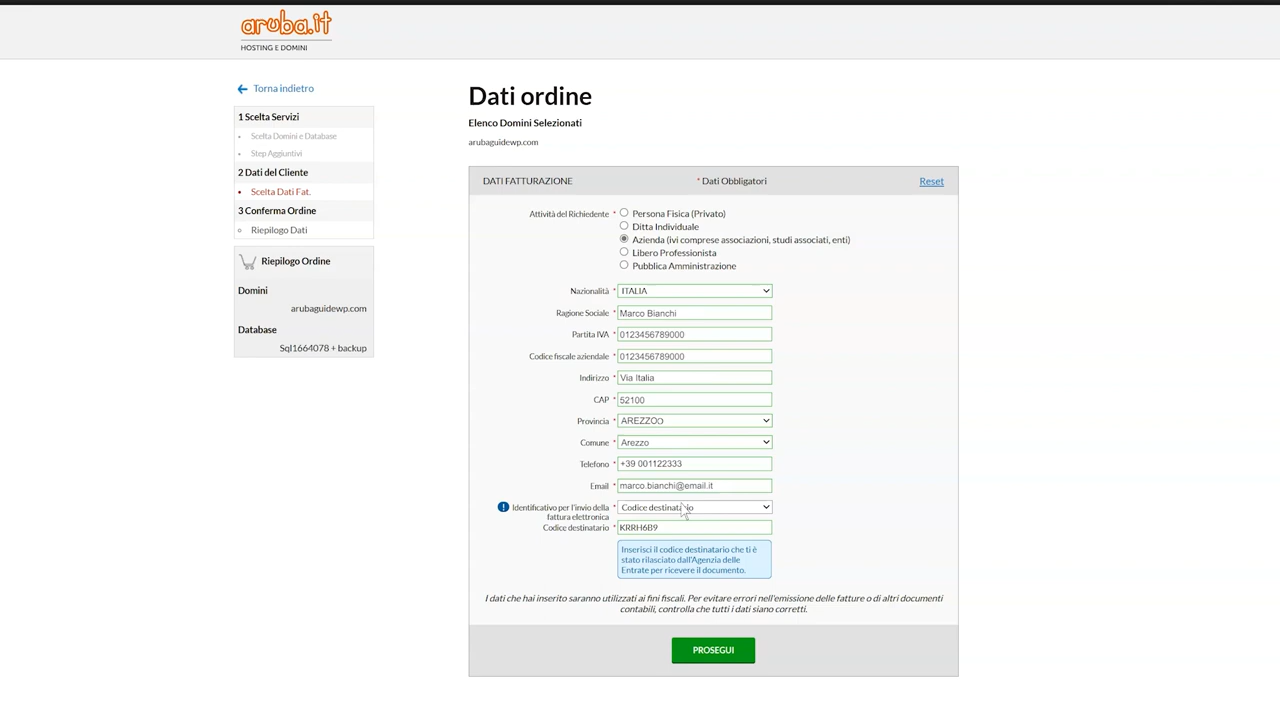 aruba.it
HOSTING E DOMINI
Torna indietro
1 Scelta Servizi
Scelta Domini e Database
Step Aggiuntivi
2 Dati del Cliente
Scelta Dati Fat.
3 Conferma Ordine
Riepilogo Dati
Riepilogo Ordine
Domini
arubaguidewp.com
Database
Sql1664078 + backup
Dati ordine
Elenco Domini Selezionati
arubaguidewp.com
DATI FATTURAZIONE * Dati Obbligatori Reset
Attività del Richiedente * Persona Fisica (Privato)
Ditta Individuale
Azienda (ivi comprese associazioni, studi associati, enti)
Libero Professionista
Pubblica Amministrazione
Nazionalità * ITALIA
Ragione Sociale * Marco Bianchi
Partita IVA * 0123456789000
Codice fiscale aziendale * 0123456789000
Indirizzo * Via Italia
CAP * 52100
Provincia * AREZZOO
Comune * Arezzo
Telefono * +39 001122333
Email * marco.bianchi@email.it
Identificativo per l'invio della * Codice destinatario
fattura elettronica
Codice destinatario * KRRH6B9
Inserisci il codice destinatario che ti è
stato rilasciato dall'Agenzia delle
Entrate per ricevere il documento.
I dati che hai inserito saranno utilizzati ai fini fiscali. Per evitare errori nell'emissione delle fatture o di altri documenti
contabili, controlla che tutti i dati siano corretti.
PROSEGUI